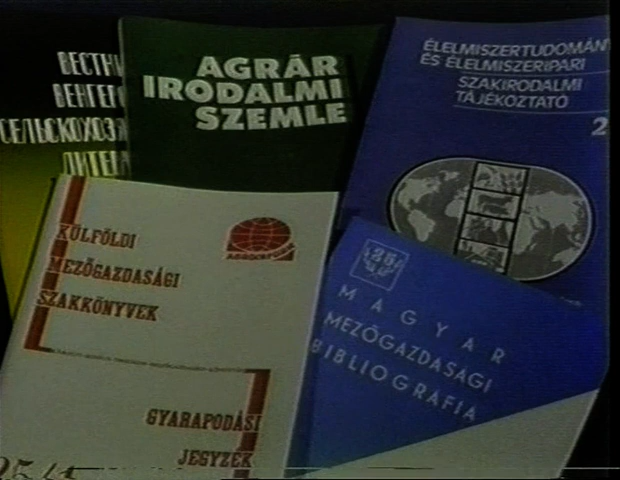 AGRÁR
IRODALMI
SZEMLE
ÉLELMISZERTUDOMÁN
ÉS ÉLELMISZERIPARI
SZAKIRODALMI
TÁJÉKOZTATÓ
2
ВЕСТН
ВЕНГЕРС
СЕЛЬСКОХОЗЯ
ЛИТЕР
KÜLFÖLDI
MEZŐGAZDASÁGI
SZAKKÖNYVEK
AGROINFORM
GYARAPODÁSI
JEGYZÉK
MAGYAR
MEZŐGAZDASÁGI
BIBLIOGRÁFIA